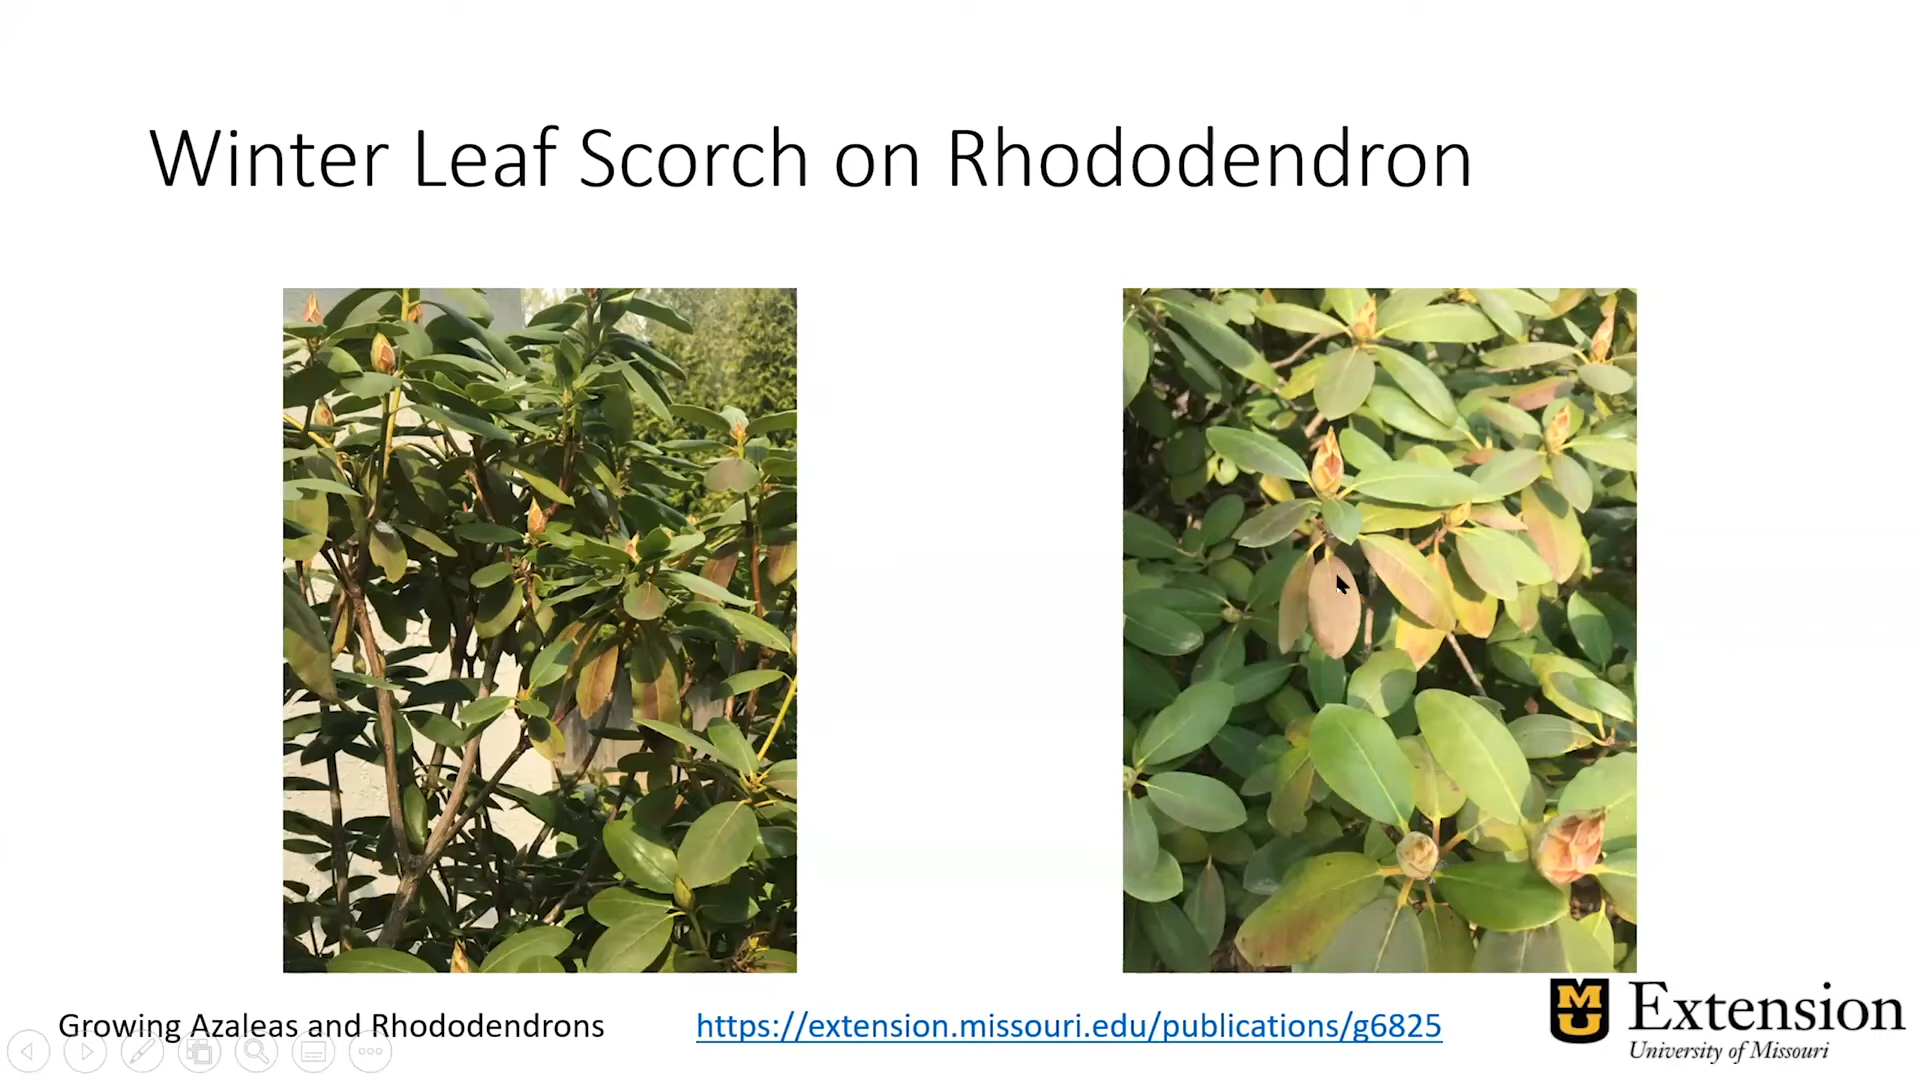 Winter Leaf Scorch on Rhododendron
Growing Azaleas and Rhododendrons
https://extension.missouri.edu/publications/g6825
MU
Extension
University of Missouri